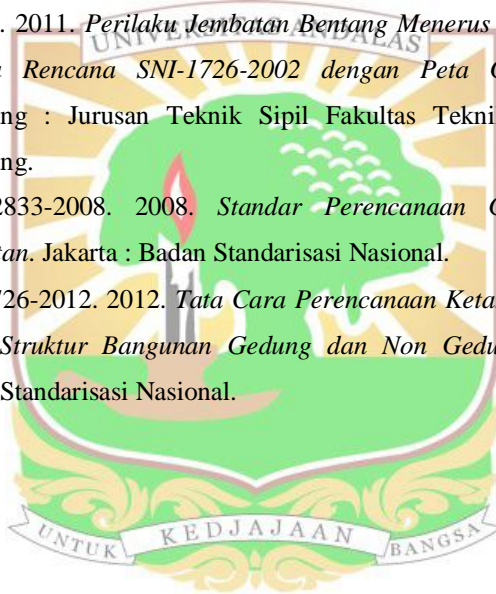 . 2011. Perilaku Jembatan Bentang Menerus
UNIVERSITAS ANDALAS
Rencana SNI-1726-2002 dengan Peta
ng : Jurusan Teknik Sipil Fakultas Tekni
ng.
2833-2008. 2008. Standar Perencanaan
tan. Jakarta : Badan Standarisasi Nasional.
726-2012. 2012. Tata Cara Perencanaan Keta
Struktur Bangunan Gedung dan Non Gedu
Standarisasi Nasional.
UNTUK KEDJAJAAN BANGSA